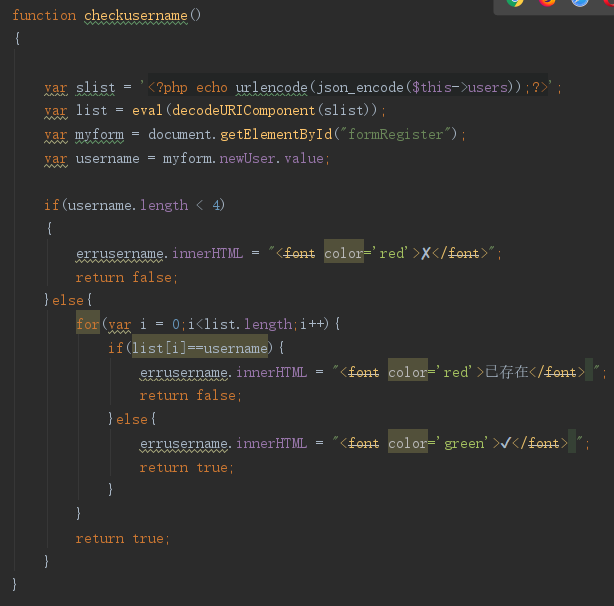 function checkusername()
{
    var slist = '<?php echo urlencode(json_encode($this->users));?>';
    var list = eval(decodeURIComponent(slist));
    var myform = document.getElementById("formRegister");
    var username = myform.newUser.value;
    if(username.length < 4)
    {
        errusername.innerHTML = "<font color='red'>✘</font>";
        return false;
    }else{
        for(var i = 0;i<list.length;i++){
            if(list[i]==username){
                errusername.innerHTML = "<font color='red'>已存在</font> ";
                return false;
            }else{
                errusername.innerHTML = "<font color='green'>✔</font> ";
                return true;
            }
        }
        return true;
    }
}